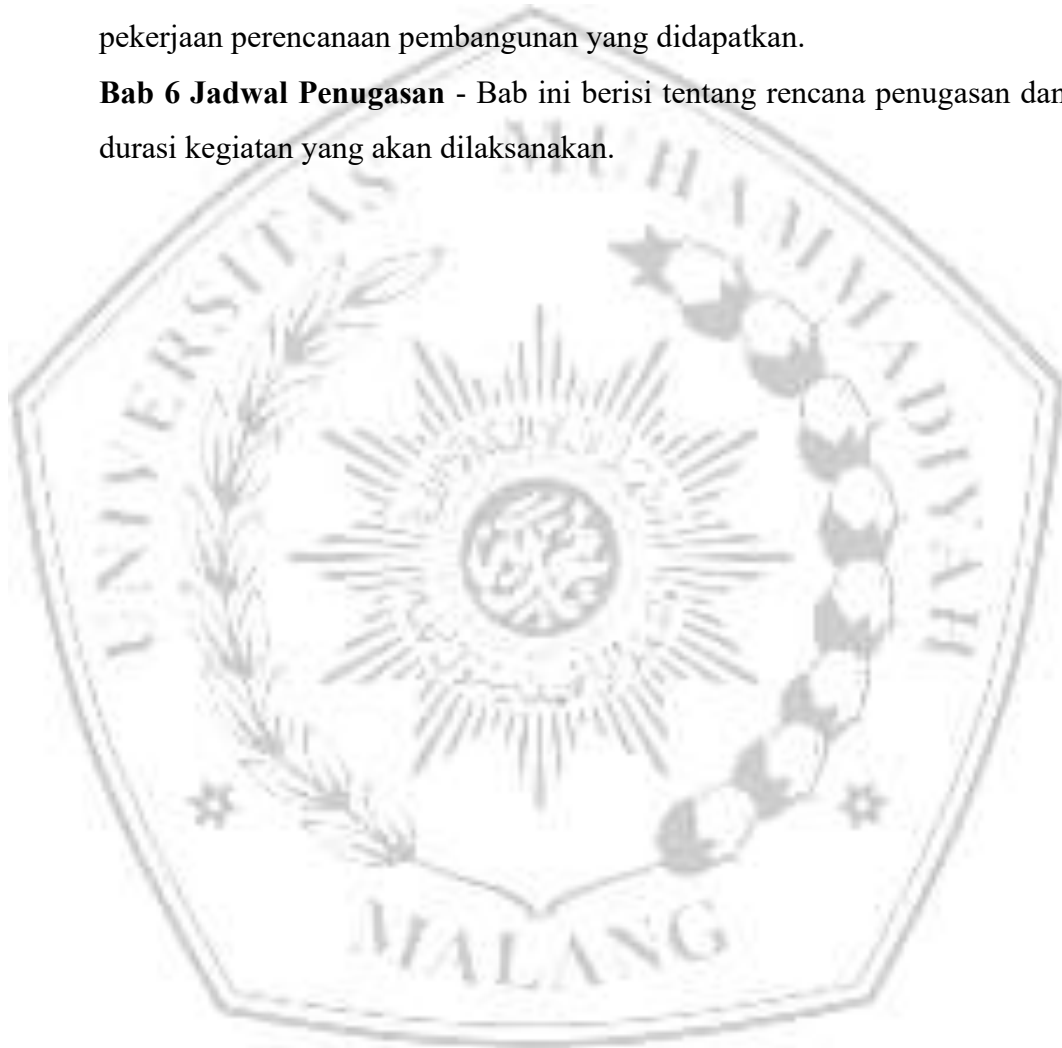 pekerjaan perencanaan pembangunan yang didapatkan.
Bab 6 Jadwal Penugasan - Bab ini berisi tentang rencana penugasan dan
durasi kegiatan yang akan dilaksanakan.
UNIVERSITAS MUHAMMADIYAH
MALANG